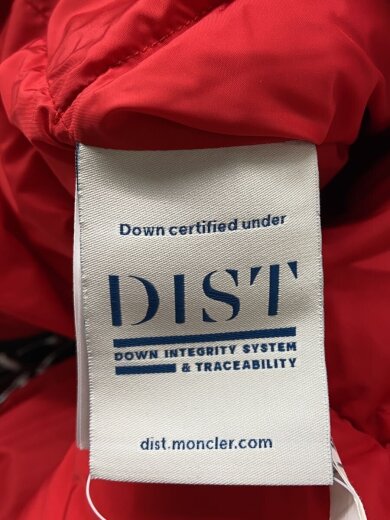 Down certified under
DIST
DOWN INTEGRITY SYSTEM
& TRACEABILITY
dist.moncler.com